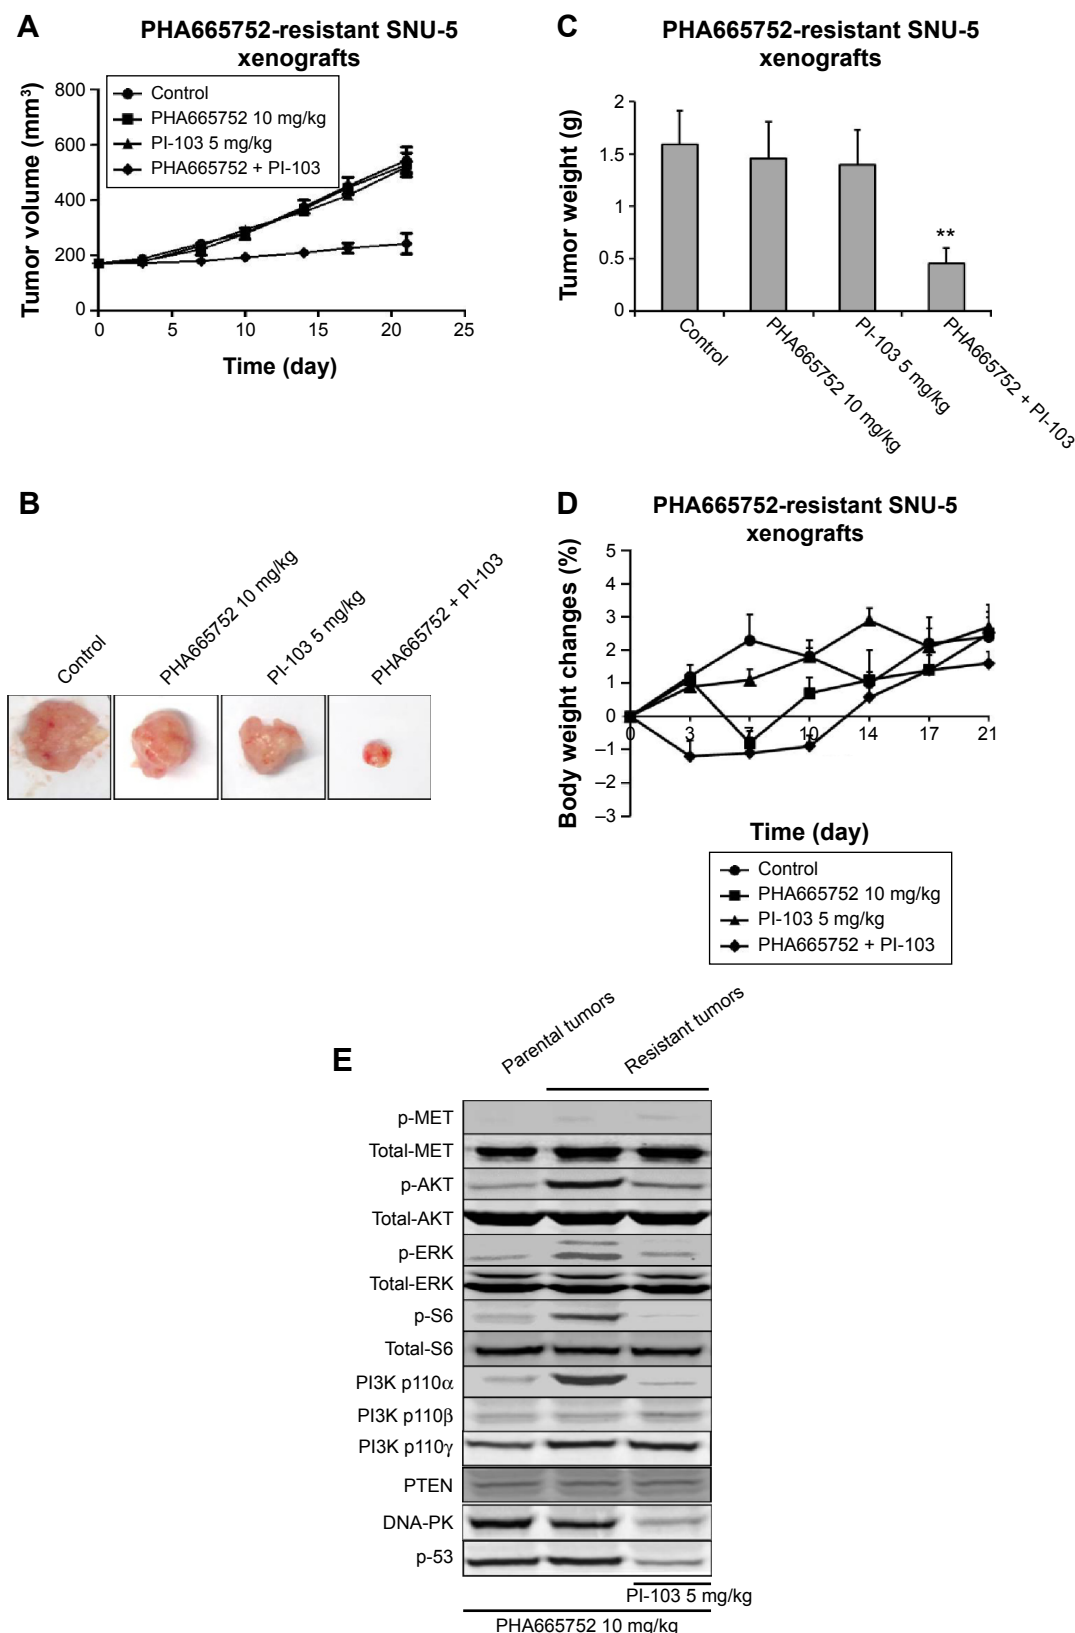 A
PHA665752-resistant SNU-5
xenografts
Tumor volume (mm³)
800
600
400
200
0
Control
PHA665752 10 mg/kg
PI-103 5 mg/kg
PHA665752 + PI-103
0 5 10 15 20 25
Time (day)
C
PHA665752-resistant SNU-5
xenografts
Tumor weight (g)
2
1.5
1
0.5
0
**
Control
PHA665752 10 mg/kg
PI-103 5 mg/kg
PHA665752 + PI-103
B
Control
PHA665752 10 mg/kg
PI-103 5 mg/kg
PHA665752 + PI-103
D
PHA665752-resistant SNU-5
xenografts
Body weight changes (%)
5
4
3
2
1
0
–1
–2
–3
0 3 7 10 14 17 21
Time (day)
Control
PHA665752 10 mg/kg
PI-103 5 mg/kg
PHA665752 + PI-103
E
Parental tumors
Resistant tumors
p-MET
Total-MET
p-AKT
Total-AKT
p-ERK
Total-ERK
p-S6
Total-S6
PI3K p110α
PI3K p110β
PI3K p110γ
PTEN
DNA-PK
p-53
PI-103 5 mg/kg
PHA665752 10 mg/kg